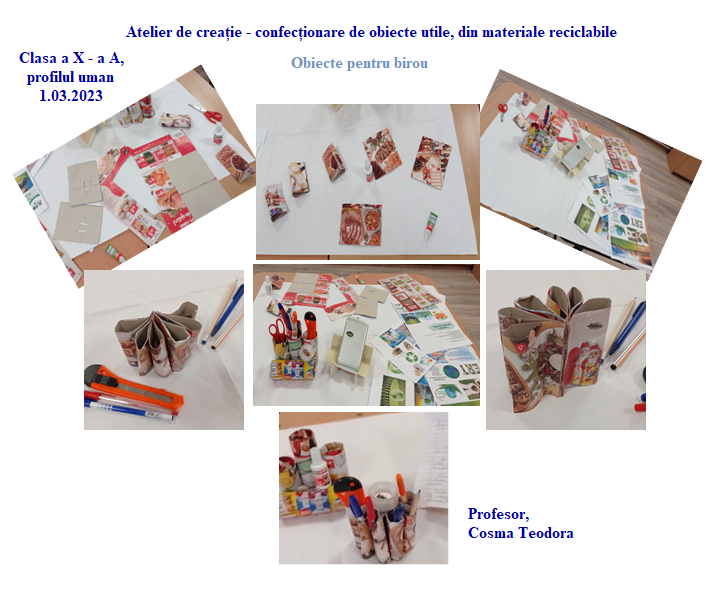 Atelier de creație - confecționare de obiecte utile, din materiale reciclabile
Clasa a X - a A,
profilul uman
1.03.2023
Obiecte pentru birou
Profesor,
Cosma Teodora